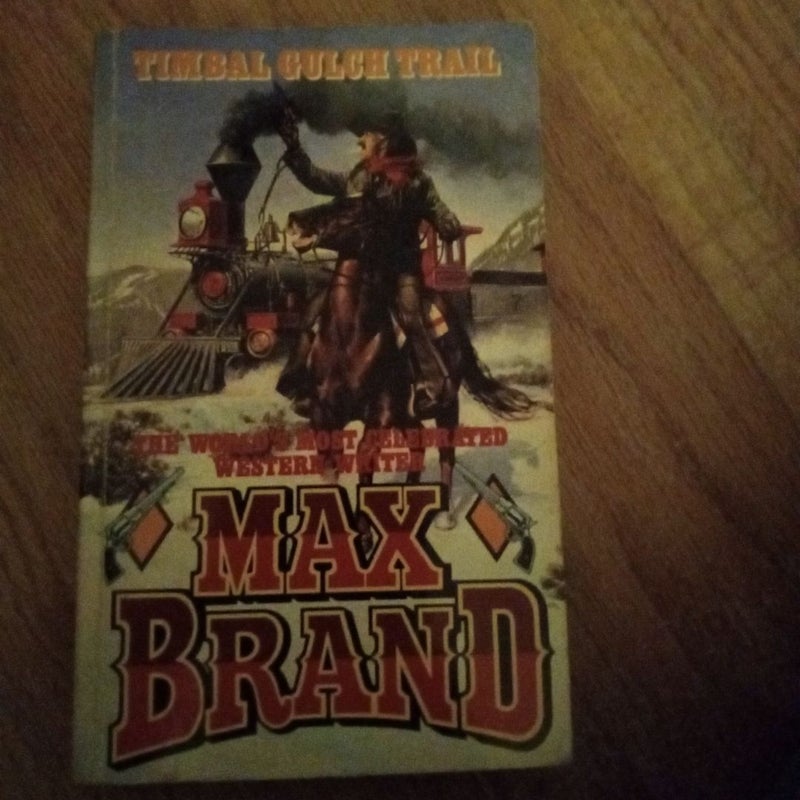 TIMBAL GULCH TRAIL
THE WORLD'S MOST CELEBRATED
WESTERN WRITER
MAX
BRAND